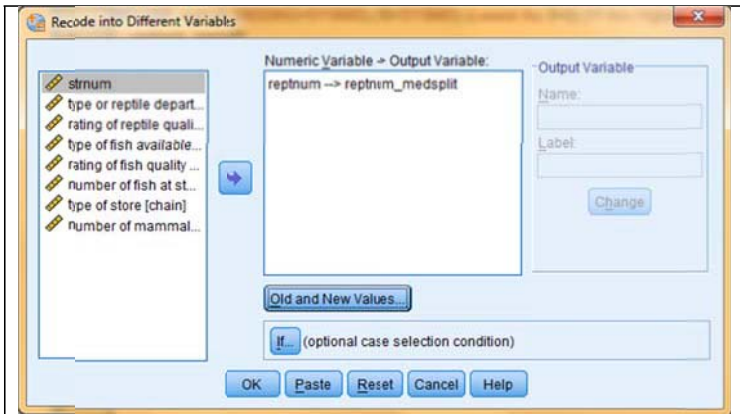 Recode into Different Variables
strnum
type or reptile depart...
rating of reptile quali...
type of fish available...
rating of fish quality ...
number of fish at st...
type of store [chain]
number of mammal...
Numeric Variable -> Output Variable:
reptnum --> reptnum_medsplit
Output Variable
Name:
Label:
Change
Old and New Values...
If... (optional case selection condition)
OK Paste Reset Cancel Help